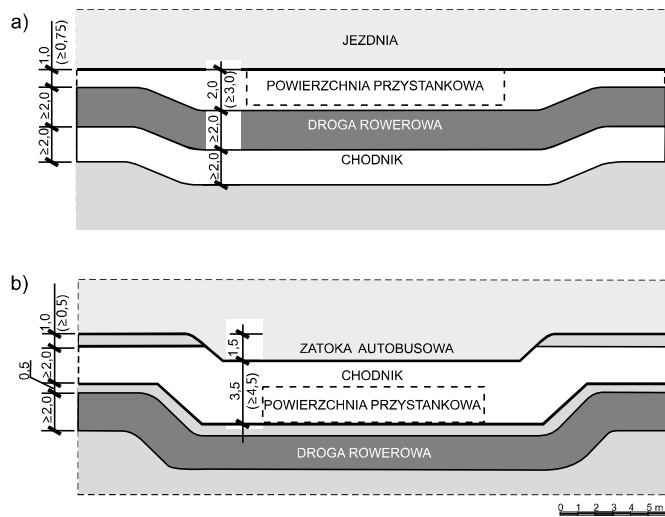 a)
1,0
(≥0,75)
≥2,0
≥2,0
JEZDNIA
2,0
(≥3,0)
POWIERZCHNIA PRZYSTANKOWA
≥2,0
DROGA ROWEROWA
≥2,0
CHODNIK
b)
1,0
(≥0,5)
≥2,0
0,5
≥2,0
1,5
ZATOKA AUTOBUSOWA
CHODNIK
3,5
(≥4,5)
POWIERZCHNIA PRZYSTANKOWA
DROGA ROWEROWA
0 1 2 3 4 5 m